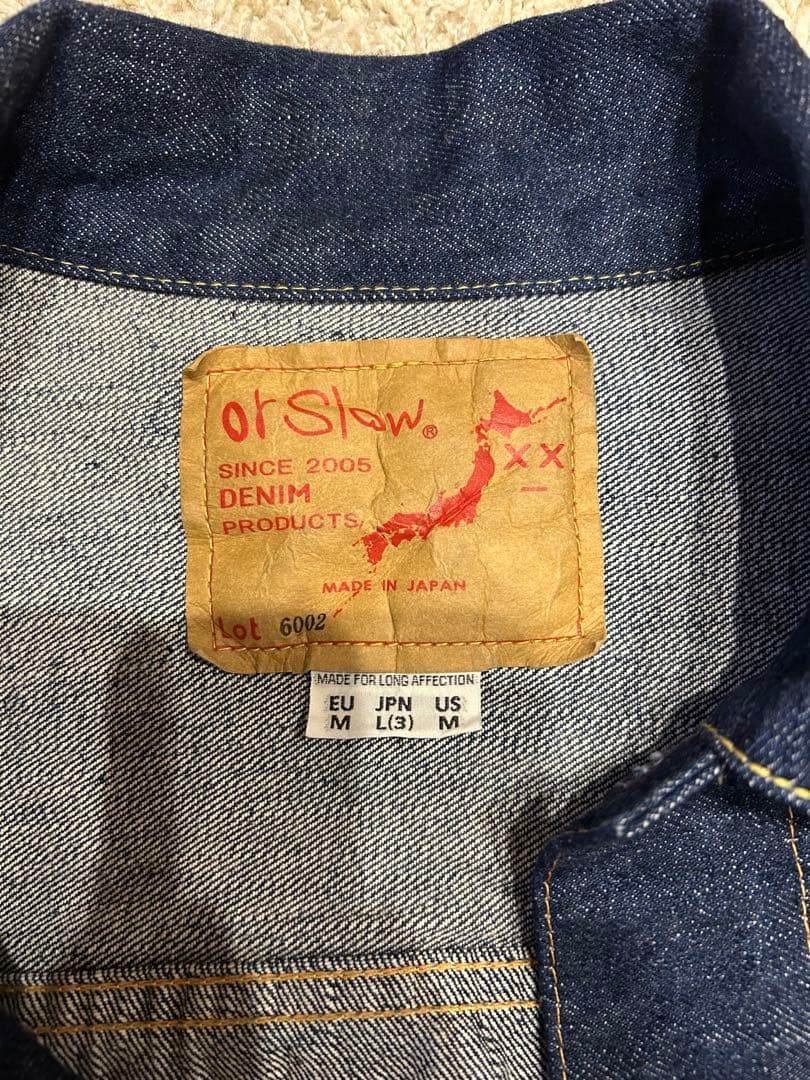 orSlow®
SINCE 2005
XX
DENIM
PRODUCTS
MADE IN JAPAN
Lot 6002
MADE FOR LONG AFFECTION
EU JPN US
M L(3) M